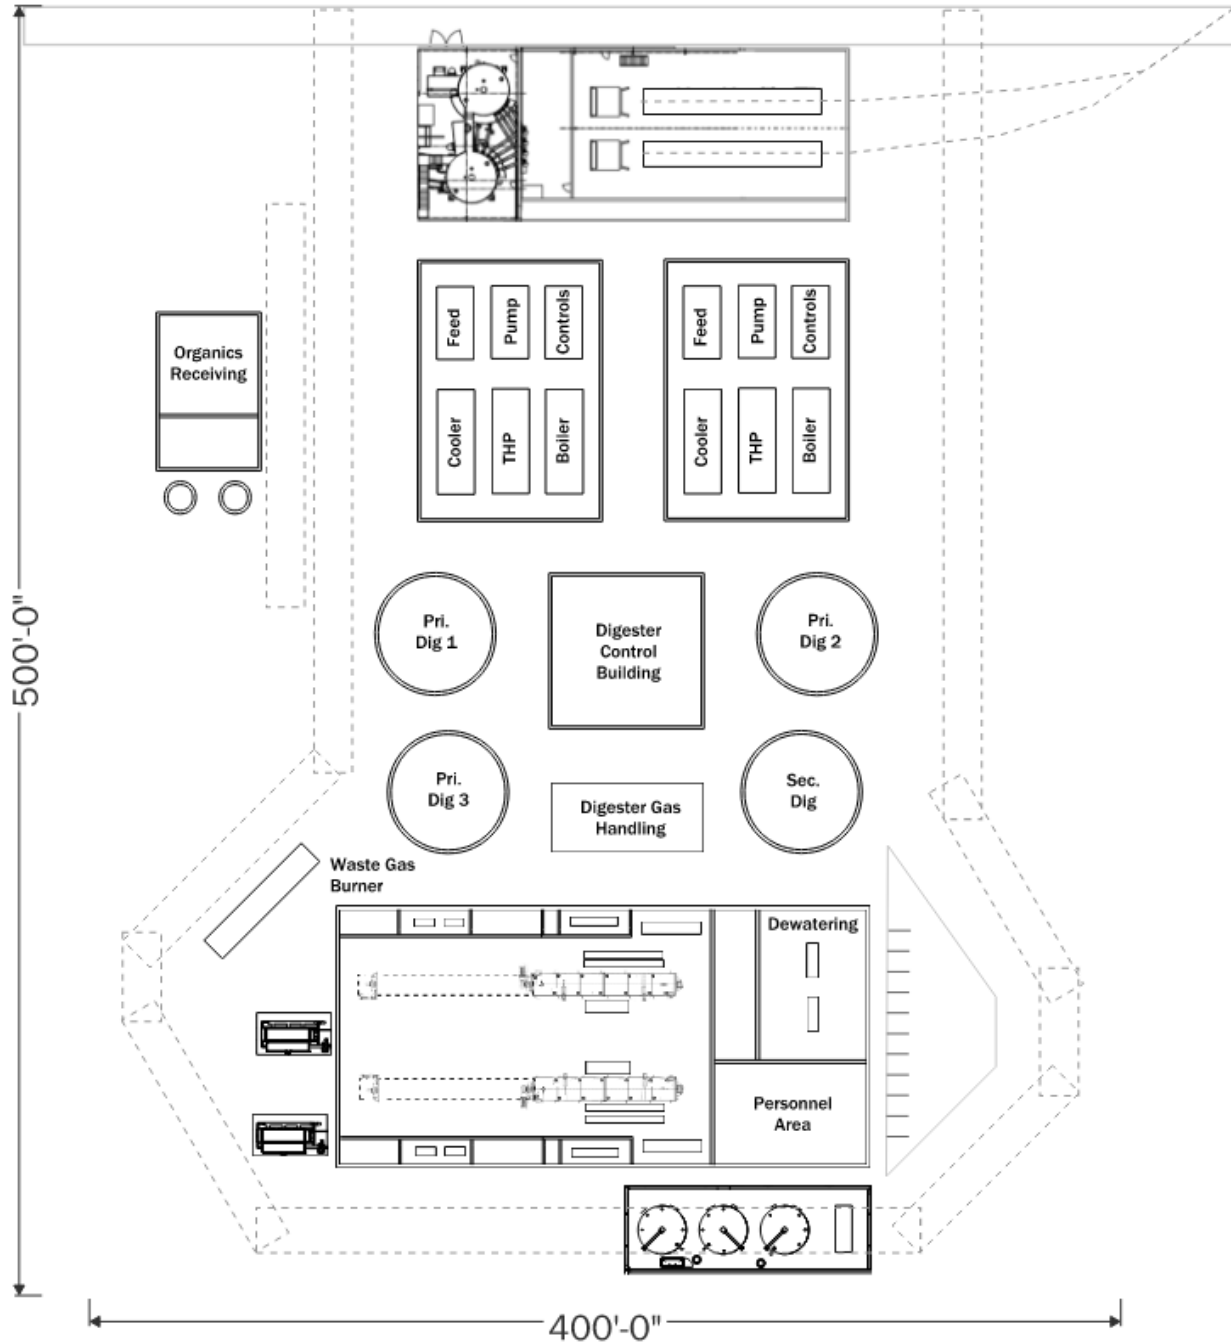 Feed
Pump
Controls
Feed
Pump
Controls
Organics
Receiving
Cooler
THP
Boiler
Cooler
THP
Boiler
500'-0"
Pri.
Dig 1
Digester
Control
Building
Pri.
Dig 2
Pri.
Dig 3
Digester Gas
Handling
Sec.
Dig
Waste Gas
Burner
Dewatering
Personnel
Area
400'-0"